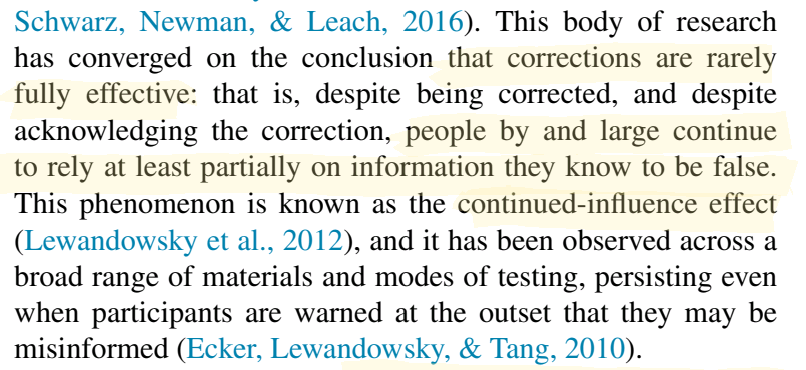 Schwarz, Newman, & Leach, 2016). This body of research
has converged on the conclusion that corrections are rarely
fully effective: that is, despite being corrected, and despite
acknowledging the correction, people by and large continue
to rely at least partially on information they know to be false.
This phenomenon is known as the continued-influence effect
(Lewandowsky et al., 2012), and it has been observed across a
broad range of materials and modes of testing, persisting even
when participants are warned at the outset that they may be
misinformed (Ecker, Lewandowsky, & Tang, 2010).